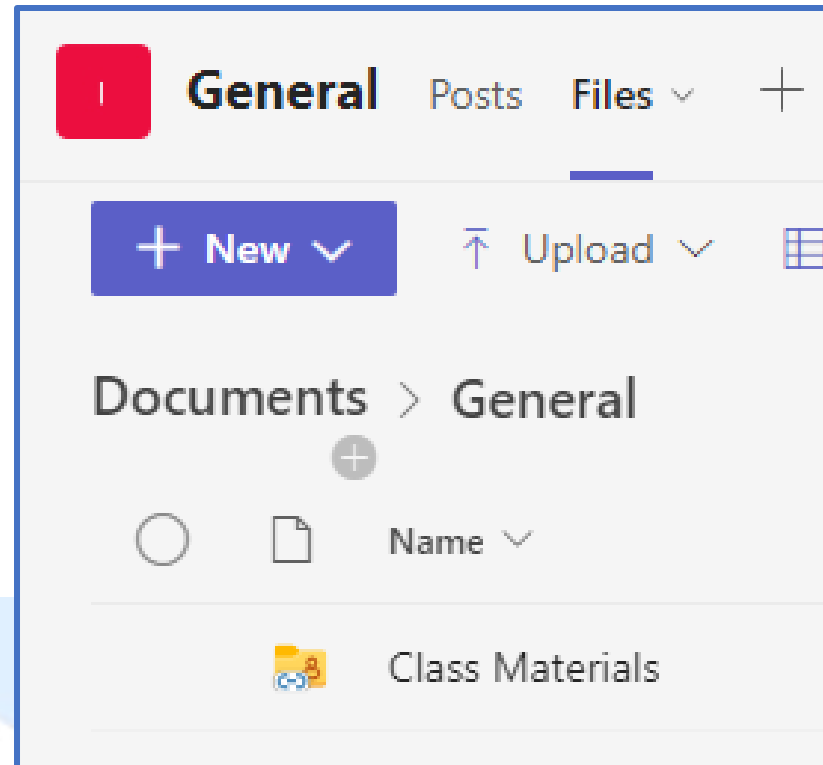 I General Posts Files
New Upload
Documents > General
Name
Class Materials